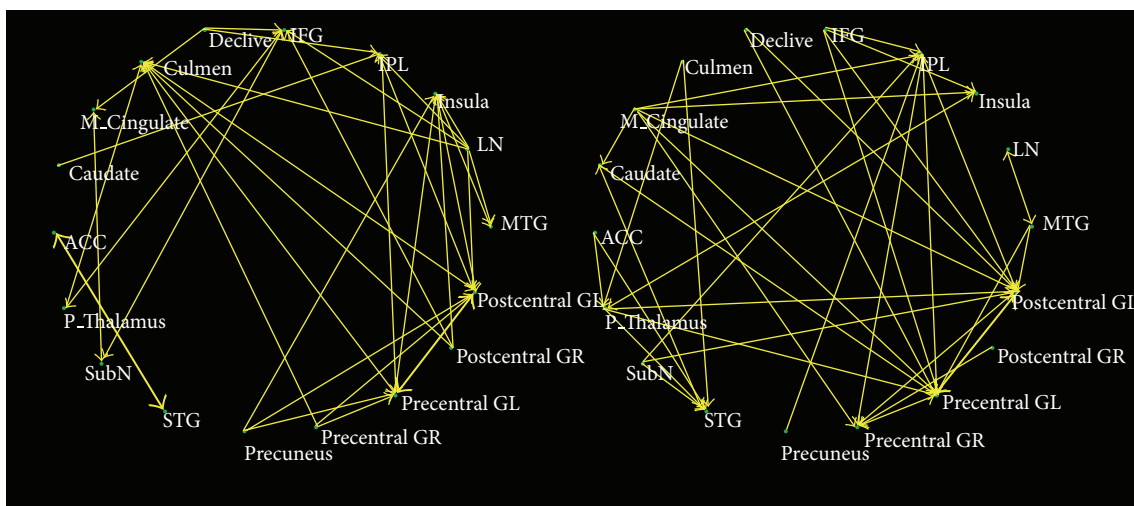 Declive
IFG
Culmen
IPL
Insula
M_Cingulate
LN
Caudate
MTG
ACC
Postcentral GL
P_Thalamus
Postcentral GR
SubN
Precentral GL
STG
Precentral GR
Precuneus
Declive
IFG
Culmen
IPL
Insula
M_Cingulate
LN
Caudate
MTG
ACC
Postcentral GL
P_Thalamus
Postcentral GR
SubN
Precentral GL
STG
Precentral GR
Precuneus